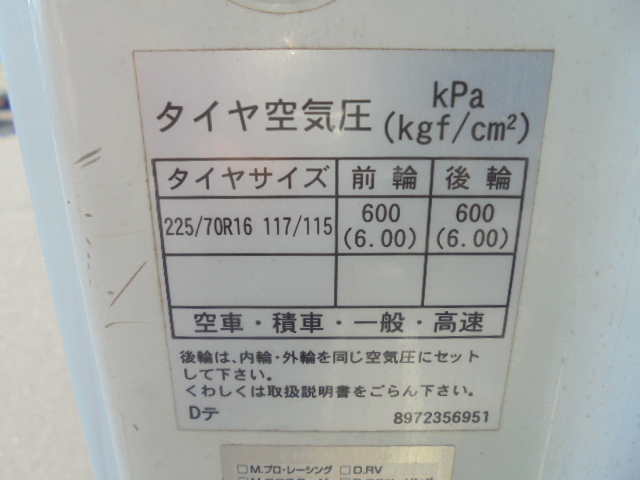 タイヤ空気圧 kPa (kgf/cm²)
タイヤサイズ 前輪 後輪
225/70R16 117/115 600 (6.00) 600 (6.00)
空車・積車・一般・高速
後輪は、内輪・外輪を同じ空気圧にセット
して下さい。
くわしくは取扱説明書をごらん下さい。
Dテ 8972356951
□M.プロ・レーシング □D.RV